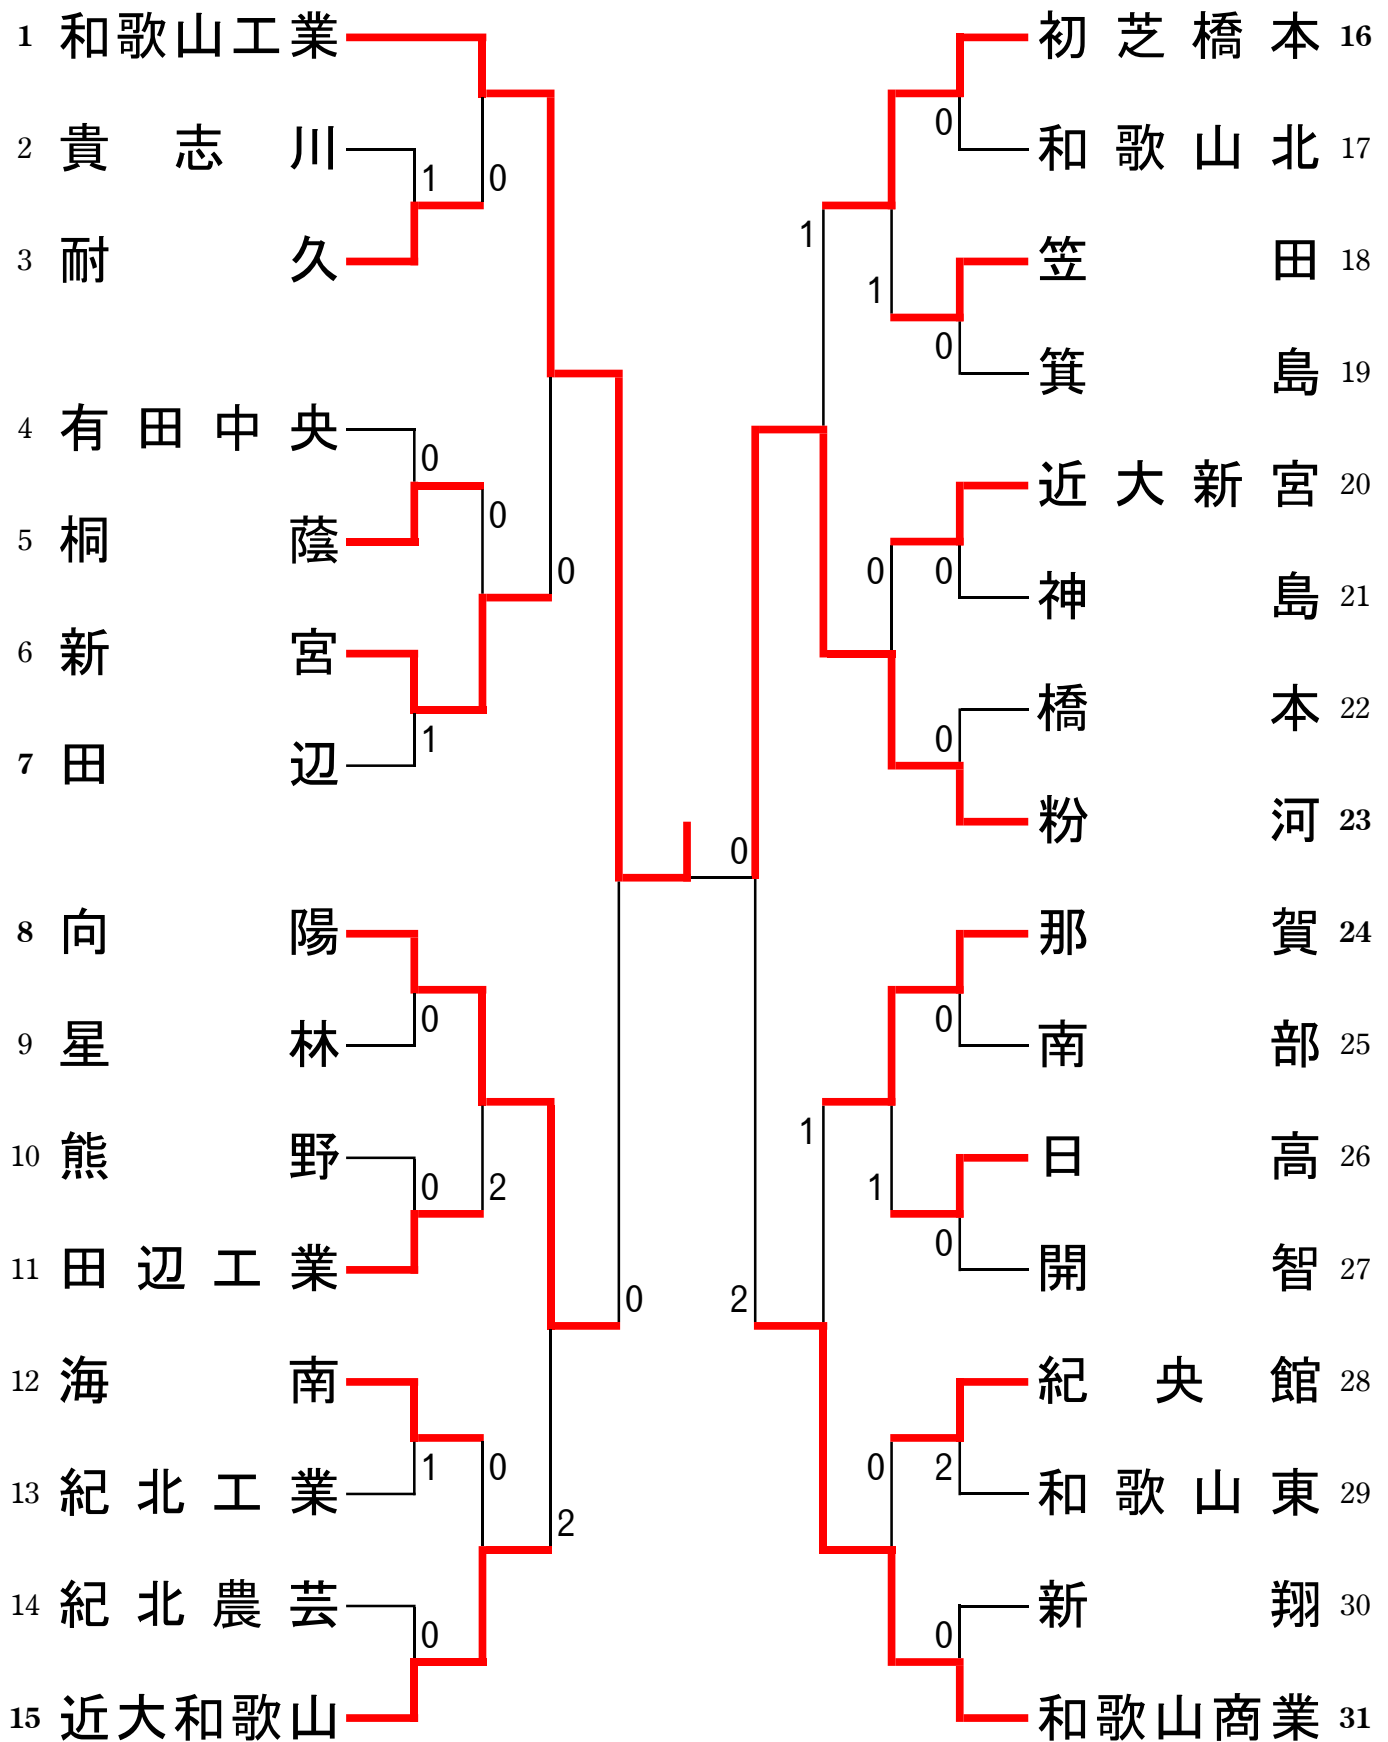 1 和歌山工業
2 貴志川
1
0
3 耐久
4 有田中央
0
5 桐蔭
0
0
6 新宮
7 田辺
1
8 向陽
9 星林
0
10 熊野
0
2
11 田辺工業
0
12 海南
13 紀北工業
1
0
2
14 紀北農芸
0
15 近大和歌山
0
2
初芝橋本 16
0
和歌山北 17
1
笠田 18
1
0
箕島 19
近大新宮 20
0
0
神島 21
橋本 22
0
粉河 23
那賀 24
0
南部 25
1
日高 26
1
0
開智 27
紀央館 28
0
2
和歌山東 29
新翔 30
0
和歌山商業 31